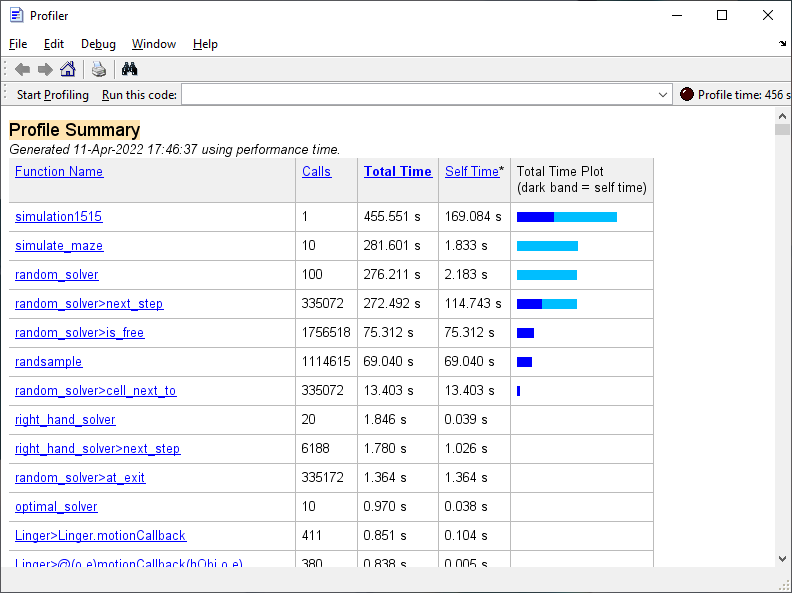 Profiler
File Edit Debug Window Help
Start Profiling Run this code: Profile time: 456 s
Profile Summary
Generated 11-Apr-2022 17:46:37 using performance time.
Function Name Calls Total Time Self Time* Total Time Plot
(dark band = self time)
simulation1515 1 455.551 s 169.084 s
simulate_maze 10 281.601 s 1.833 s
random_solver 100 276.211 s 2.183 s
random_solver>next_step 335072 272.492 s 114.743 s
random_solver>is_free 1756518 75.312 s 75.312 s
randsample 1114615 69.040 s 69.040 s
random_solver>cell_next_to 335072 13.403 s 13.403 s
right_hand_solver 20 1.846 s 0.039 s
right_hand_solver>next_step 6188 1.780 s 1.026 s
random_solver>at_exit 335172 1.364 s 1.364 s
optimal_solver 10 0.970 s 0.038 s
Linger>Linger.motionCallback 411 0.851 s 0.104 s
Linger>@(o,e)motionCallback(hObj,o,e) 380 0.838 s 0.005 s